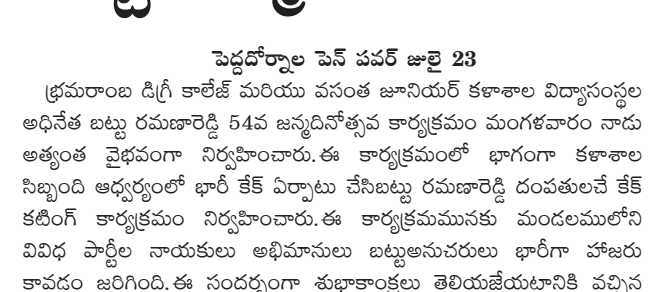 పెద్దదోర్నాల పెన్ పవర్ జులై 23
భ్రమరాంబ డిగ్రీ కాలేజ్ మరియు వసంత జూనియర్ కళాశాల విద్యాసంస్థల
అధినేత బట్టు రమణారెడ్డి 54వ జన్మదినోత్సవ కార్యక్రమం మంగళవారం నాడు
అత్యంత వైభవంగా నిర్వహించారు.ఈ కార్యక్రమంలో భాగంగా కళాశాల
సిబ్బంది ఆధ్వర్యంలో భారీ కేక్ ఏర్పాటు చేసిబట్టు రమణారెడ్డి దంపతులచే కేక్
కటింగ్ కార్యక్రమం నిర్వహించారు.ఈ కార్యక్రమమునకు మండలములోని
వివిధ పార్టీల నాయకులు అభిమానులు బట్టుఅనుచరులు భారీగా హాజరు
కావడం జరిగింది.ఈ సందర్భంగా శుభాకాంక్షలు తెలియజేయటానికి వచ్చిన